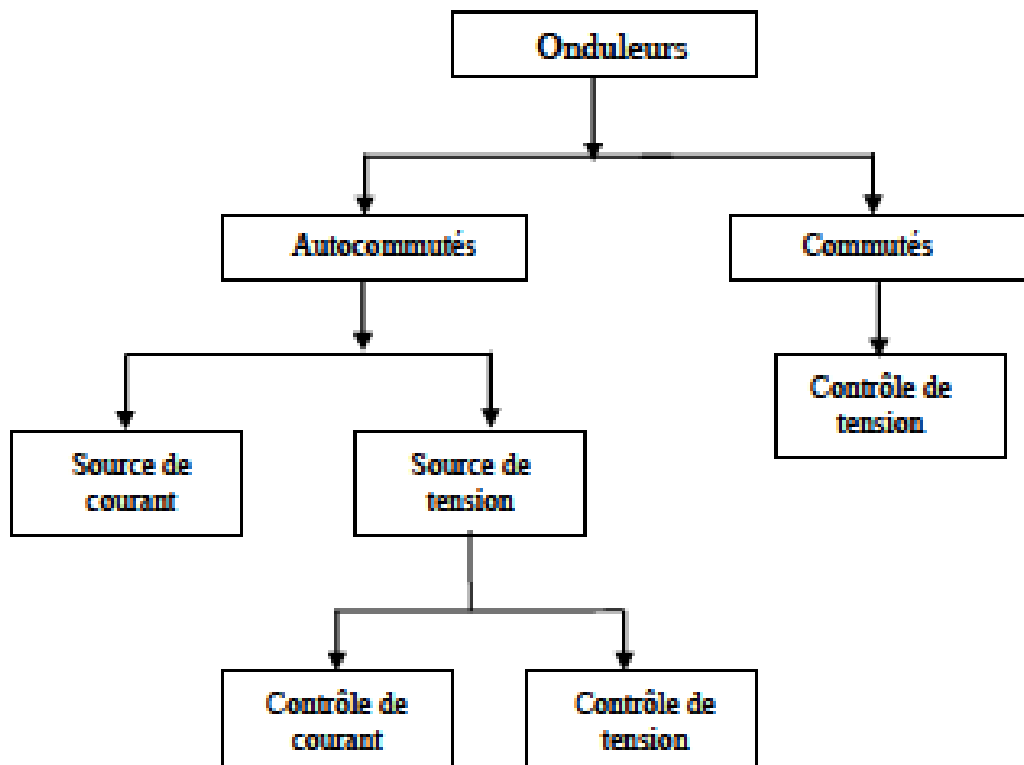 Onduleurs
Autocommutés
Commutés
Contrôle de
tension
Source de
courant
Source de
tension
Contrôle de
courant
Contrôle de
tension